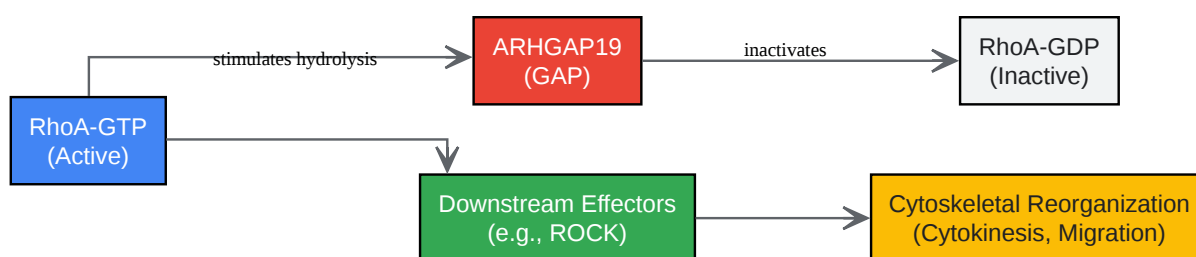 ARHGAP19
(GAP)
RhoA-GDP
(Inactive)
stimulates hydrolysis
inactivates
RhoA-GTP
(Active)
Downstream Effectors
(e.g., ROCK)
Cytoskeletal Reorganization
(Cytokinesis, Migration)